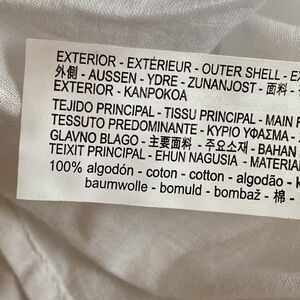 EXTERIOR - EXTÉRIEUR - OUTER SHELL - E
外側 - AUSSEN - YDRE - ZUNANJOST - 面料 -
EXTERIOR - KANPOKOA
TEJIDO PRINCIPAL - TISSU PRINCIPAL - MAIN F
TESSUTO PREDOMINANTE - ΚΥΡΙΟ ΥΦΑΣΜΑ -
GLAVNO BLAGO - 主要面料 - 주요소재 - BAHAN
TEIXIT PRINCIPAL - EHUN NAGUSIA - MATERIA
100% algodón - coton - cotton - algodão - k
baumwolle - bomuld - bombaž - 棉 -